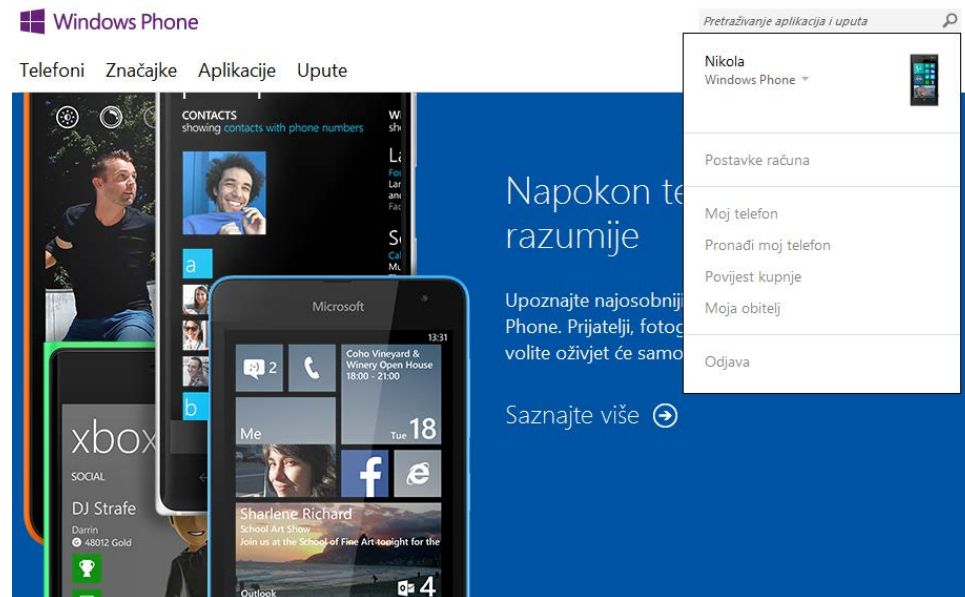 Windows Phone
Pretraživanje aplikacija i uputa
Telefoni Značajke Aplikacije Upute
Nikola
Windows Phone
Postavke računa
Moj telefon
Pronađi moj telefon
Povijest kupnje
Moja obitelj
Odjava
Napokon te
razumije
Upoznajte najosobniji
Phone. Prijatelji, fotog
volite oživjet će samo
Saznajte više
CONTACTS
showing contacts with phone numbers
a
b
xbox
SOCIAL
DJ Strafe
Darrin
G 48012 Gold
Microsoft
13:31
2
Coho Vineyard &
Winery Open House
18:00 - 21:00
Me
Tue 18
f
Sharlene Richard
School Art Show
Join us at the School of Fine Art tonight for the
Outlook
4